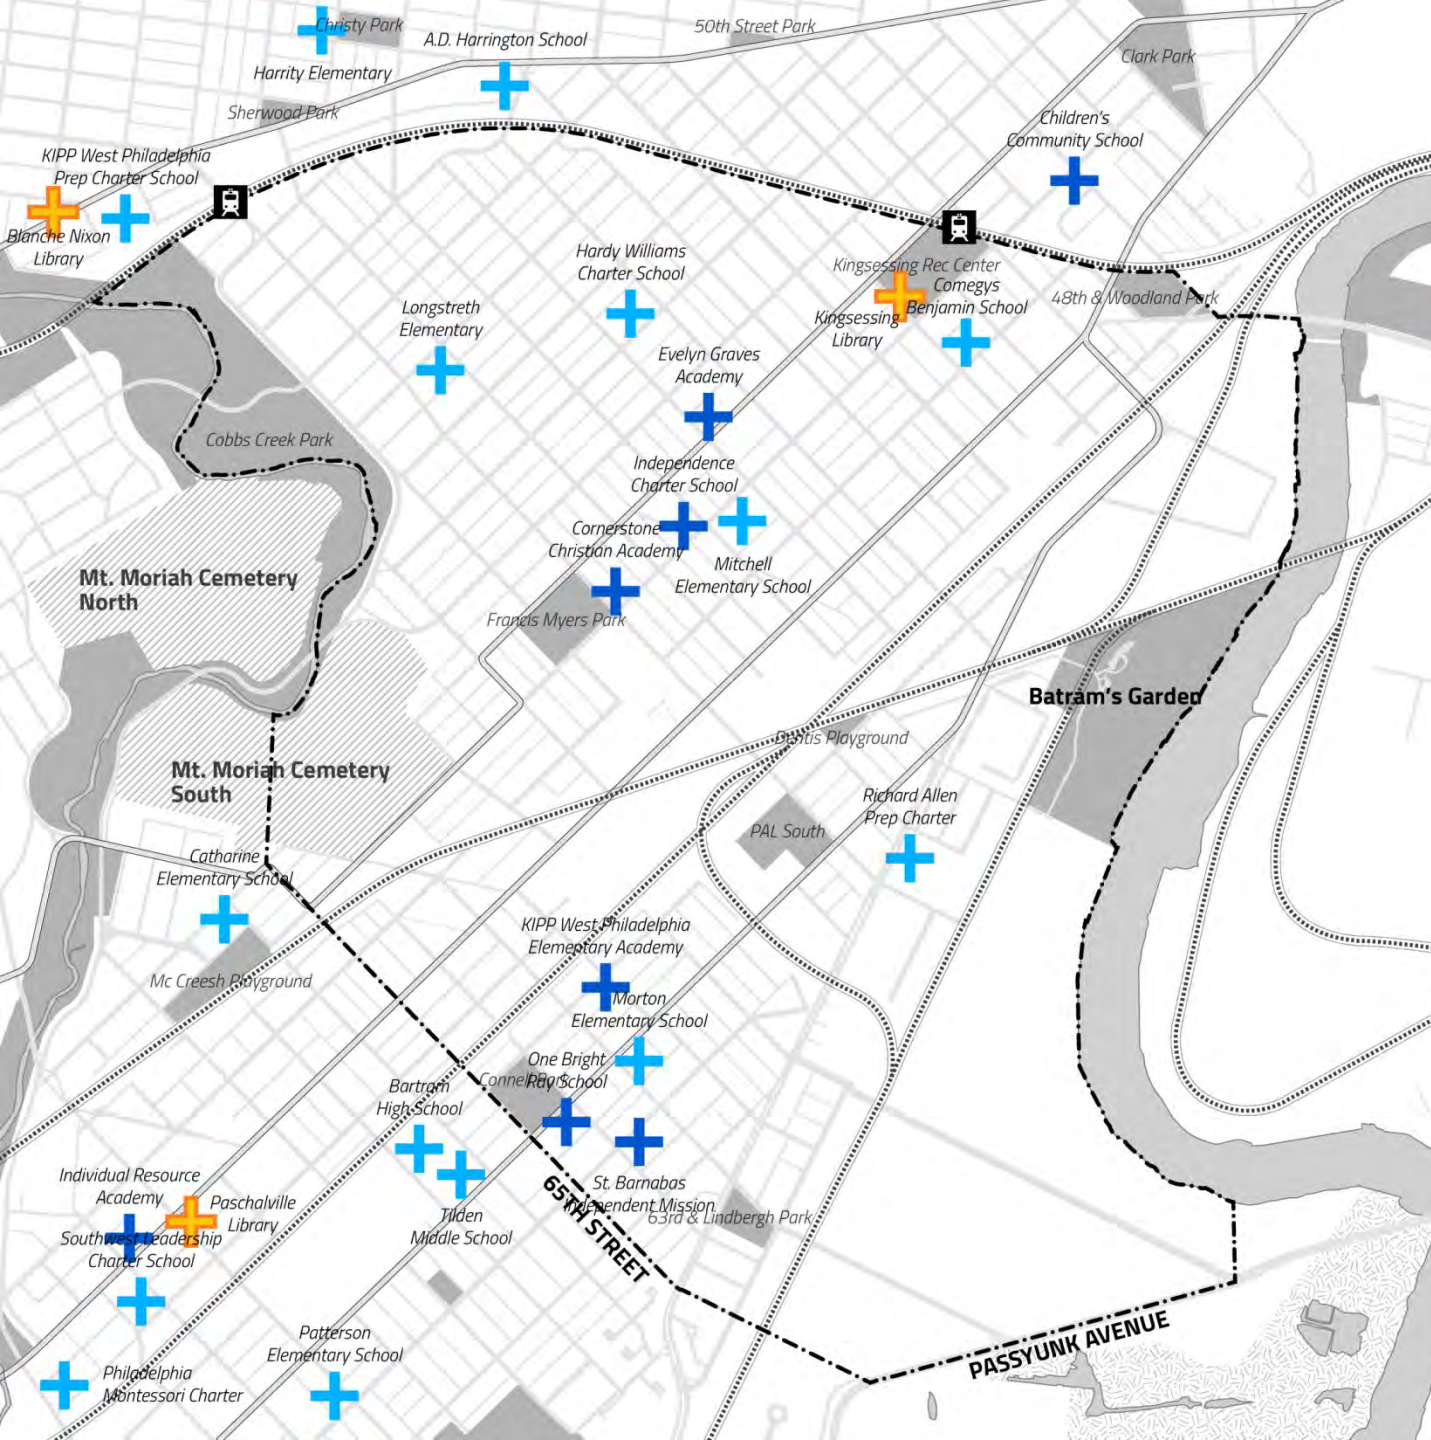 Christy Park
50th Street Park
A.D. Harrington School
Clark Park
Harrity Elementary
Sherwood Park
Children's
Community School
KIPP West Philadelphia
Prep Charter School
Blanche Nixon
Library
Hardy Williams
Charter School
Kingsessing Rec Center
Comegys
Benjamin School
48th & Woodland Park
Kingsessing
Library
Longstreth
Elementary
Evelyn Graves
Academy
Cobbs Creek Park
Independence
Charter School
Cornerstone
Christian Academy
Mitchell
Elementary School
Mt. Moriah Cemetery
North
Francis Myers Park
Batram's Garden
Dentis Playground
Mt. Moriah Cemetery
South
Richard Allen
Prep Charter
PAL South
Catharine
Elementary School
KIPP West Philadelphia
Elementary Academy
Mc Creesh Playground
Morton
Elementary School
One Bright
Ray School
Connell Park
Bartram
High School
Individual Resource
Academy
Paschalville
Library
St. Barnabas
Independent Mission
65TH STREET
63rd & Lindbergh Park
Tilden
Middle School
Southwest Leadership
Charter School
Patterson
Elementary School
PASSYUNK AVENUE
Philadelphia
Montessori Charter